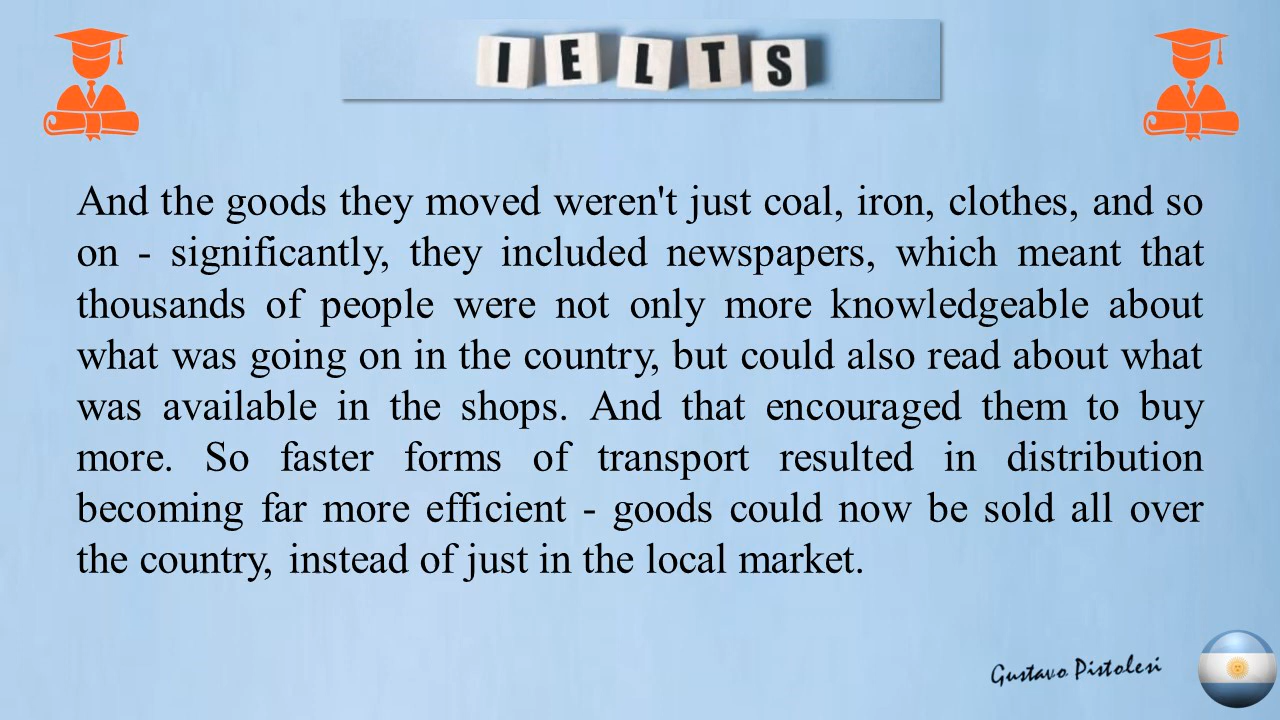 IELTS
And the goods they moved weren't just coal, iron, clothes, and so
on - significantly, they included newspapers, which meant that
thousands of people were not only more knowledgeable about
what was going on in the country, but could also read about what
was available in the shops. And that encouraged them to buy
more. So faster forms of transport resulted in distribution
becoming far more efficient - goods could now be sold all over
the country, instead of just in the local market.
Gustavo Pistolesi